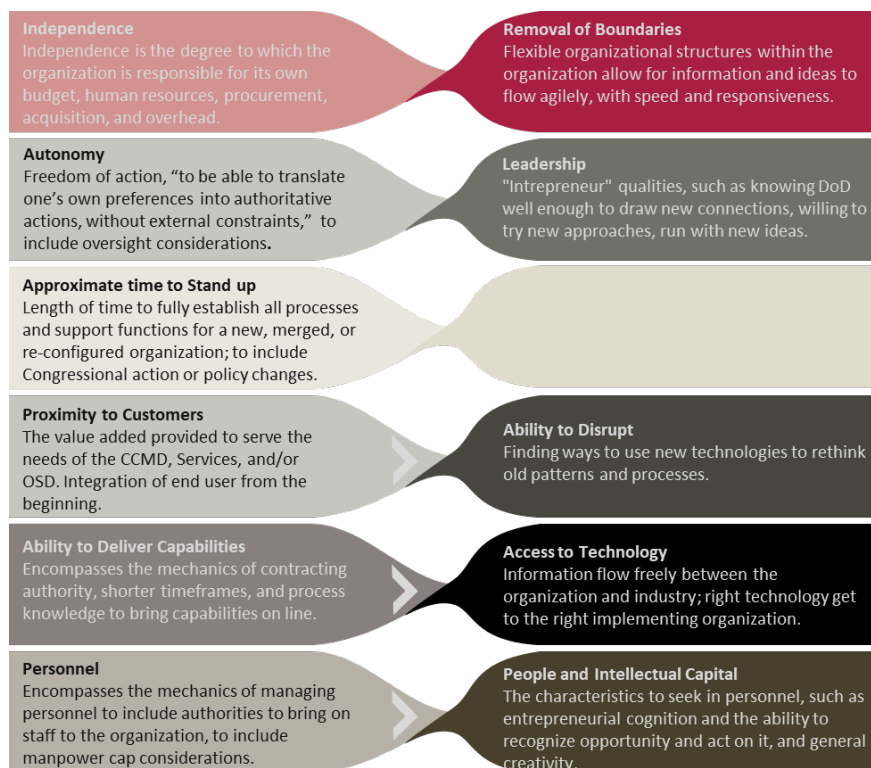 Independence
Independence is the degree to which the
organization is responsible for its own
budget, human resources, procurement,
acquisition, and overhead.
Removal of Boundaries
Flexible organizational structures within the
organization allow for information and ideas to
flow agilely, with speed and responsiveness.
Autonomy
Freedom of action, “to be able to translate
one’s own preferences into authoritative
actions, without external constraints,” to
include oversight considerations.
Leadership
"Intrepreneur" qualities, such as knowing DoD
well enough to draw new connections, willing to
try new approaches, run with new ideas.
Approximate time to Stand up
Length of time to fully establish all processes
and support functions for a new, merged, or
re-configured organization; to include
Congressional action or policy changes.
Proximity to Customers
The value added provided to serve the
needs of the CCMD, Services, and/or
OSD. Integration of end user from the
beginning.
Ability to Disrupt
Finding ways to use new technologies to rethink
old patterns and processes.
Ability to Deliver Capabilities
Encompasses the mechanics of contracting
authority, shorter timeframes, and process
knowledge to bring capabilities on line.
Access to Technology
Information flow freely between the
organization and industry; right technology get
to the right implementing organization.
Personnel
Encompasses the mechanics of managing
personnel to include authorities to bring on
staff to the organization, to include
manpower cap considerations.
People and Intellectual Capital
The characteristics to seek in personnel, such as
entrepreneurial cognition and the ability to
recognize opportunity and act on it, and general
creativity.